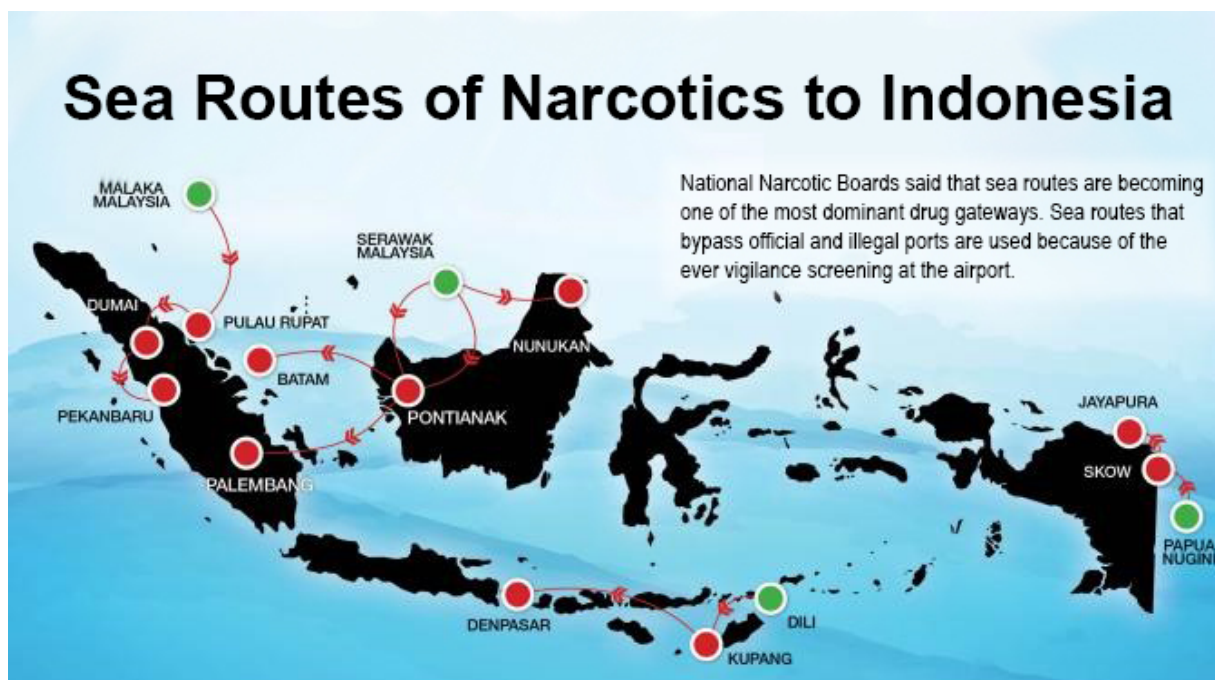 Sea Routes of Narcotics to Indonesia
National Narcotic Boards said that sea routes are becoming
one of the most dominant drug gateways. Sea routes that
bypass official and illegal ports are used because of the
ever vigilance screening at the airport.
MALAKA
MALAYSIA
SERAWAK
MALAYSIA
DUMAI
PULAU RUPAT
NUNUKAN
BATAM
PEKANBARU
PONTIANAK
JAYAPURA
SKOW
PALEMBANG
PAPUA
NUGINI
DENPASAR
DILI
KUPANG